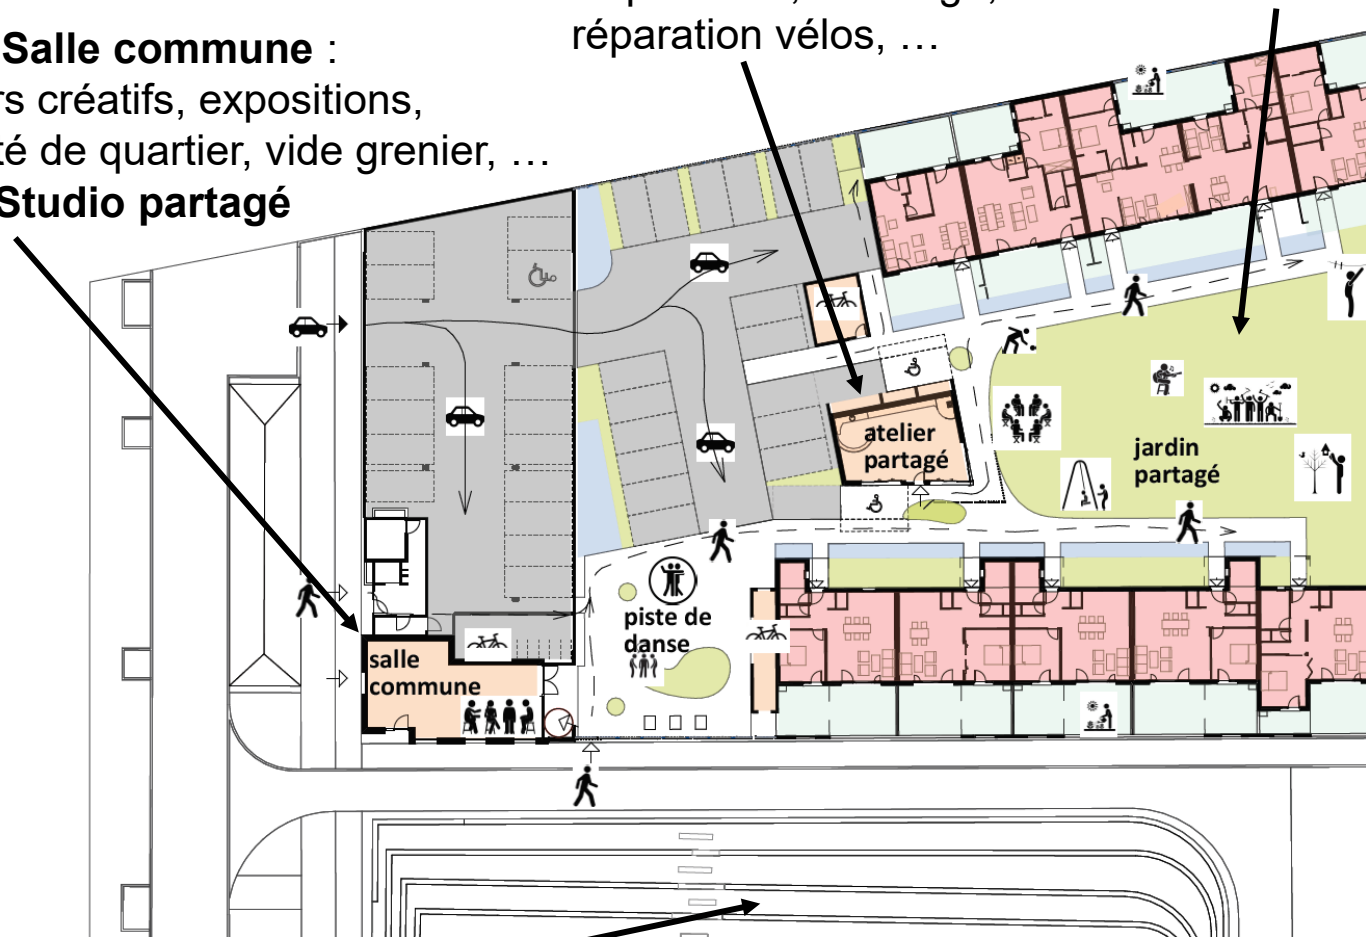 Salle commune :
rs créatifs, expositions,
té de quartier, vide grenier, …
Studio partagé
réparation vélos, …
atelier
partagé
jardin
partagé
piste de
danse
salle
commune